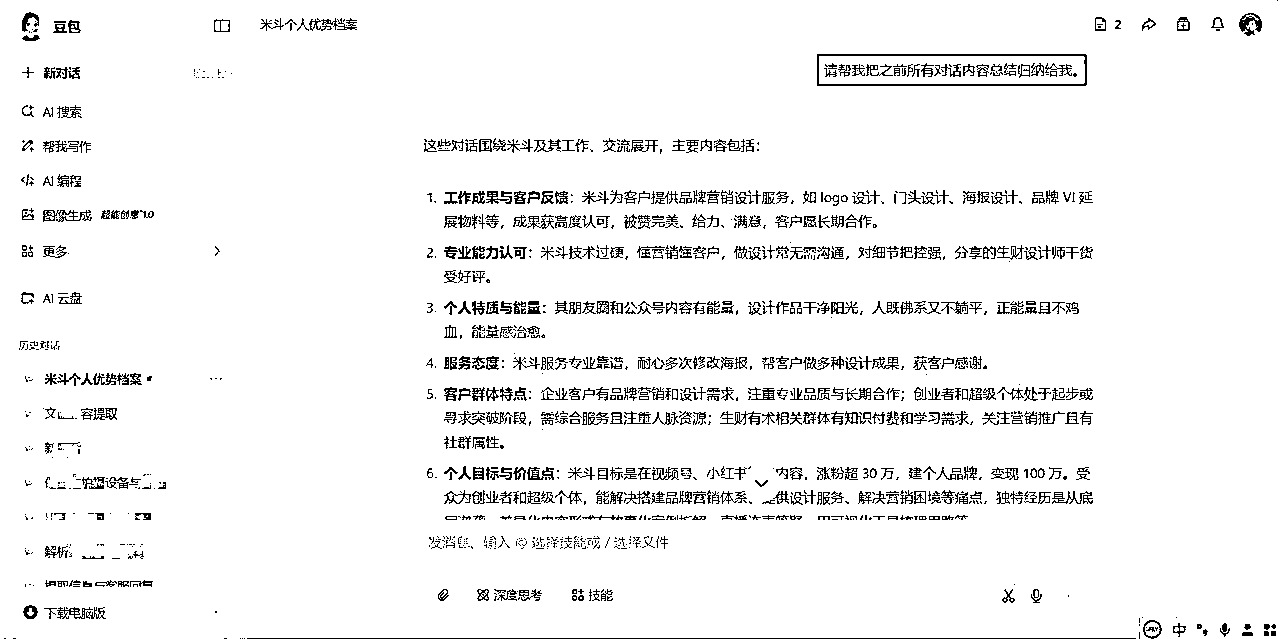 豆包
米斗个人优势档案
2
请帮我把之前所有对话内容总结归纳给我。
新对话
AI 搜索
帮我写作
AI 编程
图像生成 超能创意1.0
更多
AI 云盘
历史对话
米斗个人优势档案
容提取
设备与
解析
下载电脑版
这些对话围绕米斗及其工作、交流展开，主要内容包括：
1. 工作成果与客户反馈：米斗为客户提供品牌营销设计服务，如 logo 设计、门头设计、海报设计、品牌 VI 延
展物料等，成果获高度认可，被赞完美、给力、满意，客户愿长期合作。
2. 专业能力认可：米斗技术过硬，懂营销懂客户，做设计常无需沟通，对细节把控强，分享的生财设计师干货
受好评。
3. 个人特质与能量：其朋友圈和公众号内容有能量，设计作品干净阳光，人既佛系又不躺平，正能量且不鸡
血，能量感治愈。
4. 服务态度：米斗服务专业靠谱，耐心多次修改海报，帮客户做多种设计成果，获客户感谢。
5. 客户群体特点：企业客户有品牌营销和设计需求，注重专业品质与长期合作；创业者和超级个体处于起步或
寻求突破阶段，需综合服务且注重人脉资源；生财有术相关群体有知识付费和学习需求，关注营销推广且有
社群属性。
6. 个人目标与价值点：米斗目标是在视频号、小红书 内容，涨粉超 30 万，建个人品牌，变现 100 万。受
众为创业者和超级个体，能解决搭建品牌营销体系、提供设计服务、解决营销困境等痛点，独特经历是从底
发消息、输入 @ 选择技能或 / 选择文件
深度思考
技能
中